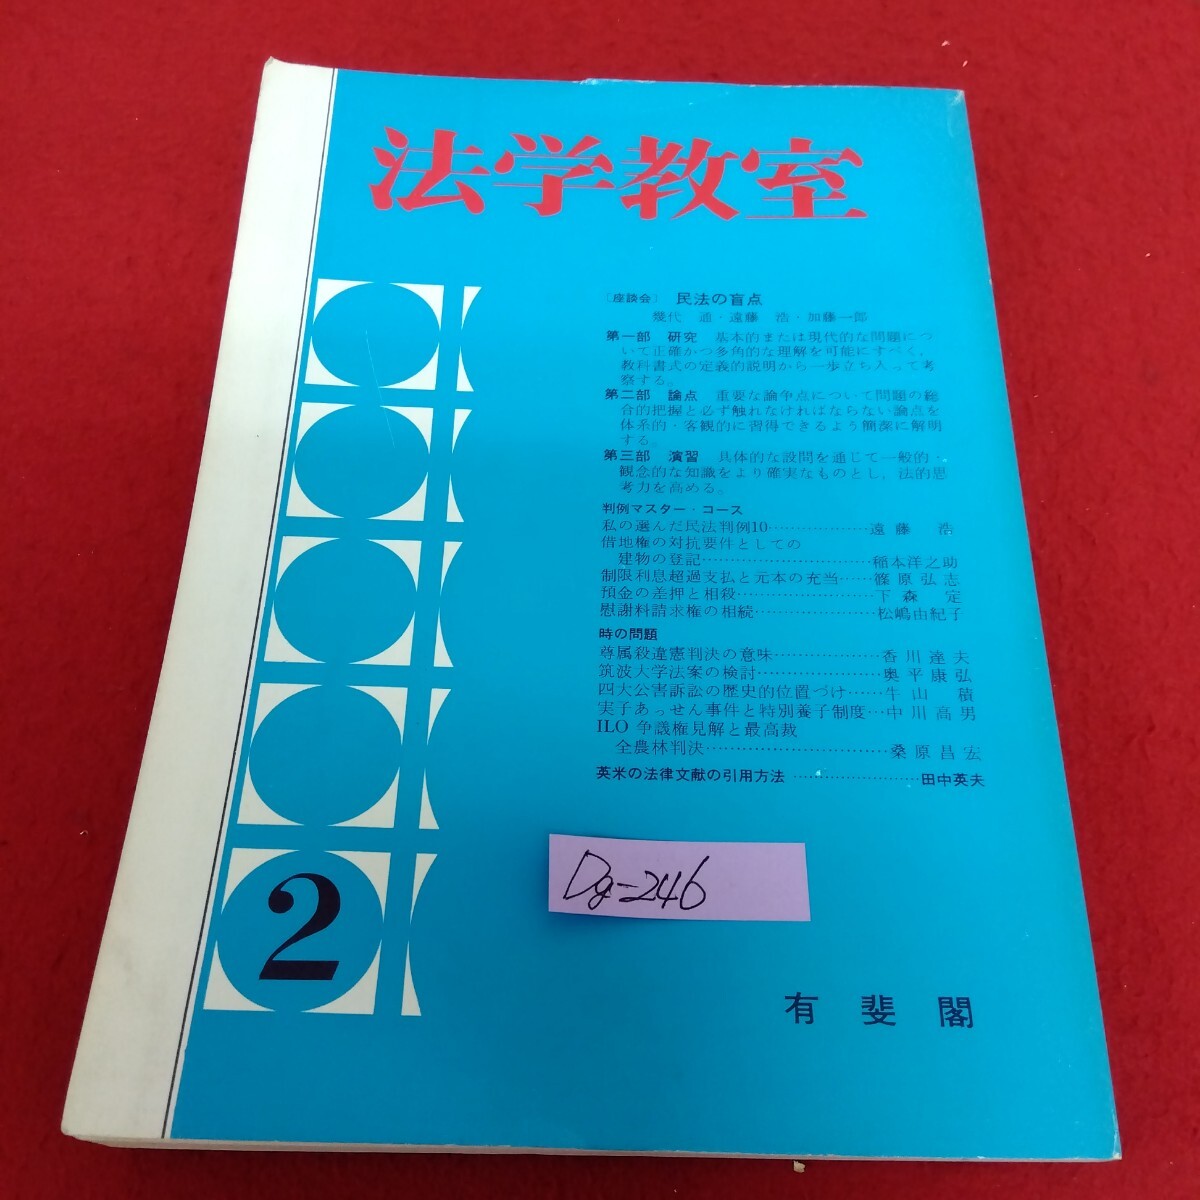 法学教室
〔座談会〕 民法の盲点
幾代 通・遠藤 浩・加藤一郎
第一部 研究 基本的または現代的な問題につ
いて正確かつ多角的な理解を可能にすべく，
教科書式の定義的説明から一歩立ち入って考
察する。
第二部 論点 重要な論争点について問題の総
合的把握と必ず触れなければならない論点を
体系的・客観的に習得できるよう簡潔に解明
する。
第三部 演習 具体的な設問を通じて一般的・
観念的な知識をより確実なものとし，法的思
考力を高める。
判例マスター・コース
私の選んだ民法判例10………………遠藤 浩
借地権の対抗要件としての
建物の登記…………………………稲本洋之助
制限利息超過支払と元本の充当……篠原弘志
預金の差押と相殺……………………下森 定
慰謝料請求権の相続…………………松嶋由紀子
時の問題
尊属殺違憲判決の意味………………香川達夫
筑波大学法案の検討…………………奥平康弘
四大公害訴訟の歴史的位置づけ……牛山 積
実子あっせん事件と特別養子制度…中川高男
ILO 争議権見解と最高裁
全農林判決…………………………桑原昌宏
英米の法律文献の引用方法…………………田中英夫
Dg-246
2
有斐閣